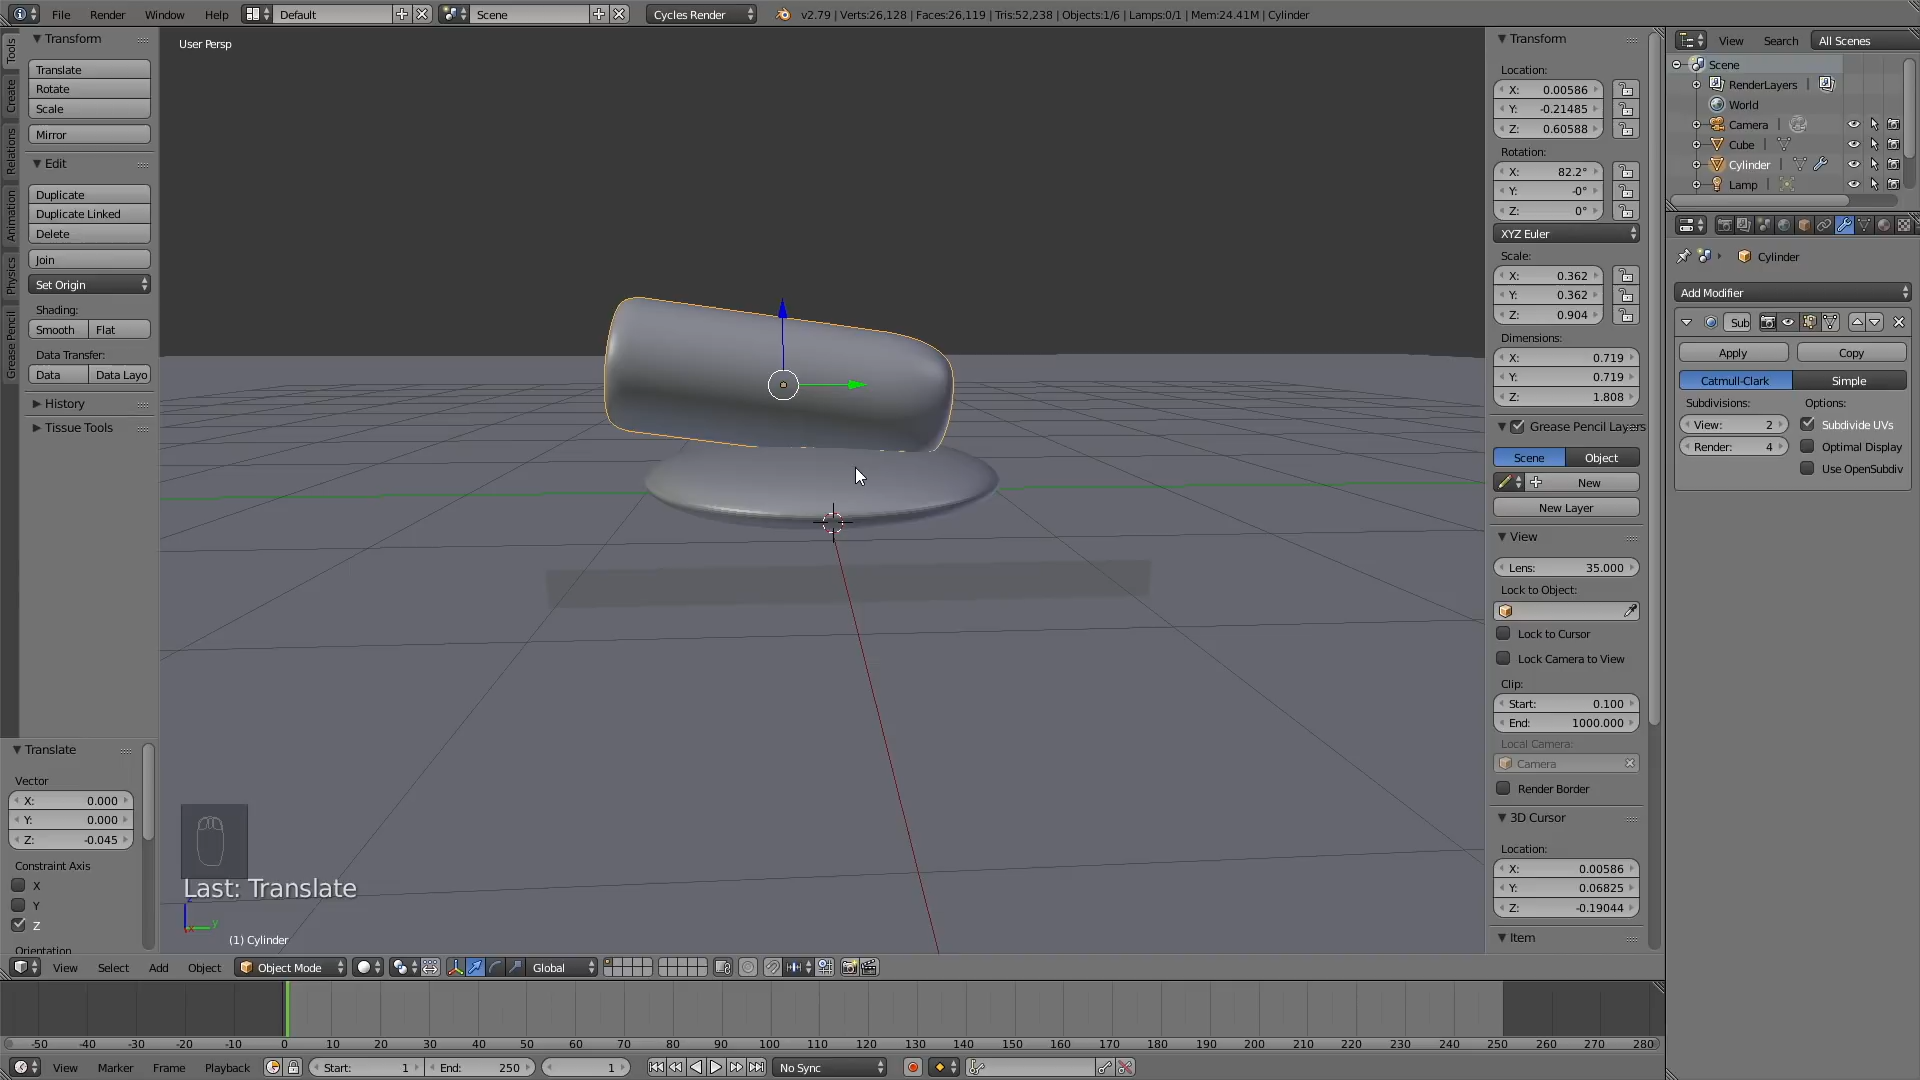 File Render Window Help Default Scene Cycles Render v2.79 | Verts:26,128 | Faces:26,119 | Tris:52,238 | Objects:1/6 | Lamps:0/1 | Mem:24.41M | Cylinder
Tools
Create
Relations
Animation
Physics
Grease Pencil
Transform
Translate
Rotate
Scale
Mirror
Edit
Duplicate
Duplicate Linked
Delete
Join
Set Origin
Shading:
Smooth Flat
Data Transfer:
Data Data Layo
History
Tissue Tools
Translate
Vector
X: 0.000
Y: 0.000
Z: -0.045
Constraint Axis
X
Y
Z
Orientation
User Persp
Last: Translate
(1) Cylinder
Transform
Location:
X: 0.00586
Y: -0.21485
Z: 0.60588
Rotation:
X: 82.2°
Y: -0°
Z: 0°
XYZ Euler
Scale:
X: 0.362
Y: 0.362
Z: 0.904
Dimensions:
X: 0.719
Y: 0.719
Z: 1.808
Grease Pencil Layers
Scene Object
New
New Layer
View
Lens: 35.000
Lock to Object:
Lock to Cursor
Lock Camera to View
Clip:
Start: 0.100
End: 1000.000
Local Camera:
Camera
Render Border
3D Cursor
Location:
X: 0.00586
Y: 0.06825
Z: -0.19044
Item
View Search All Scenes
Scene
RenderLayers
World
Camera
Cube
Cylinder
Lamp
Cylinder
Add Modifier
Sub
Apply Copy
Catmull-Clark Simple
Subdivisions: Options:
View: 2 Subdivide UVs
Render: 4 Optimal Display
Use OpenSubdiv
View Select Add Object Object Mode Global
-50 -40 -30 -20 -10 0 10 20 30 40 50 60 70 80 90 100 110 120 130 140 150 160 170 180 190 200 210 220 230 240 250 260 270 280
View Marker Frame Playback Start: 1 End: 250 1 No Sync